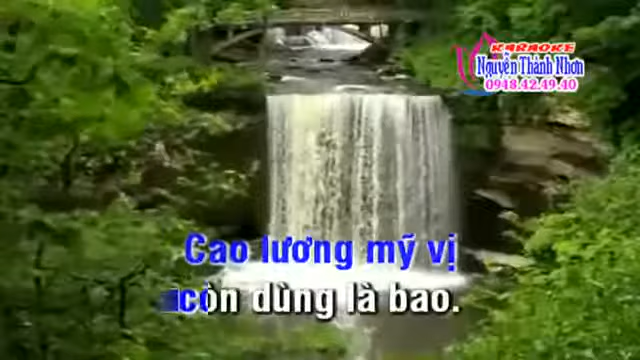 KARAOKE
Nguyễn Thành Nhơn
0948.42.49.40
Cao lương mỹ vị
còn dùng là bao.